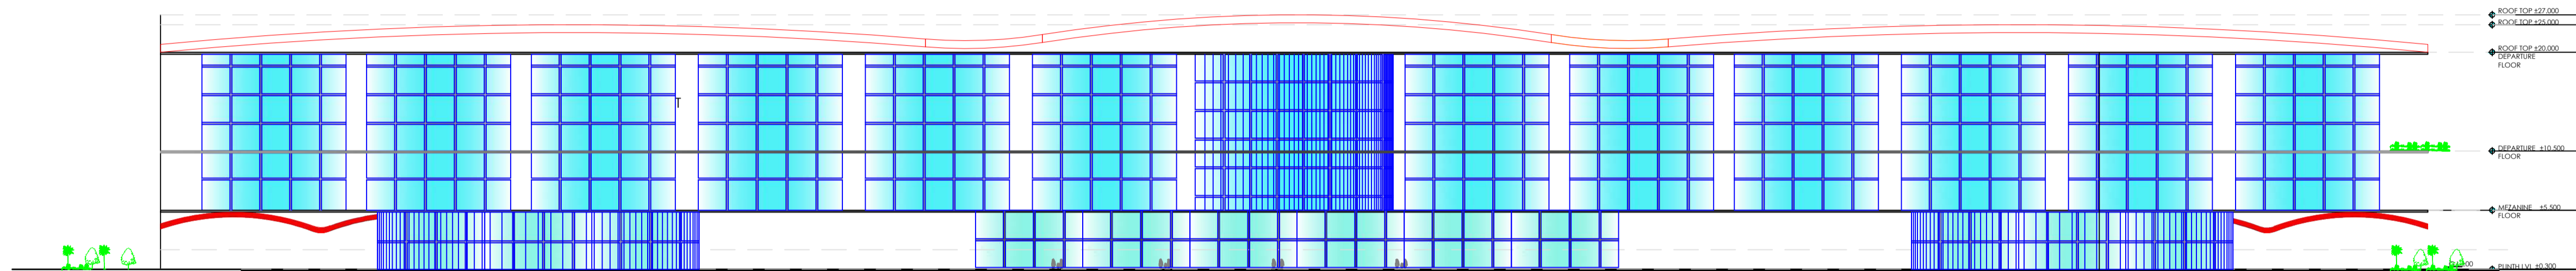 ROOF TOP ±27.000
ROOF TOP ±25.000
ROOF TOP ±20.000
DEPARTURE
FLOOR
T
DEPARTURE ±10.500
FLOOR
MEZANINE ±5.500
FLOOR
PLINTH LVL ±0.300